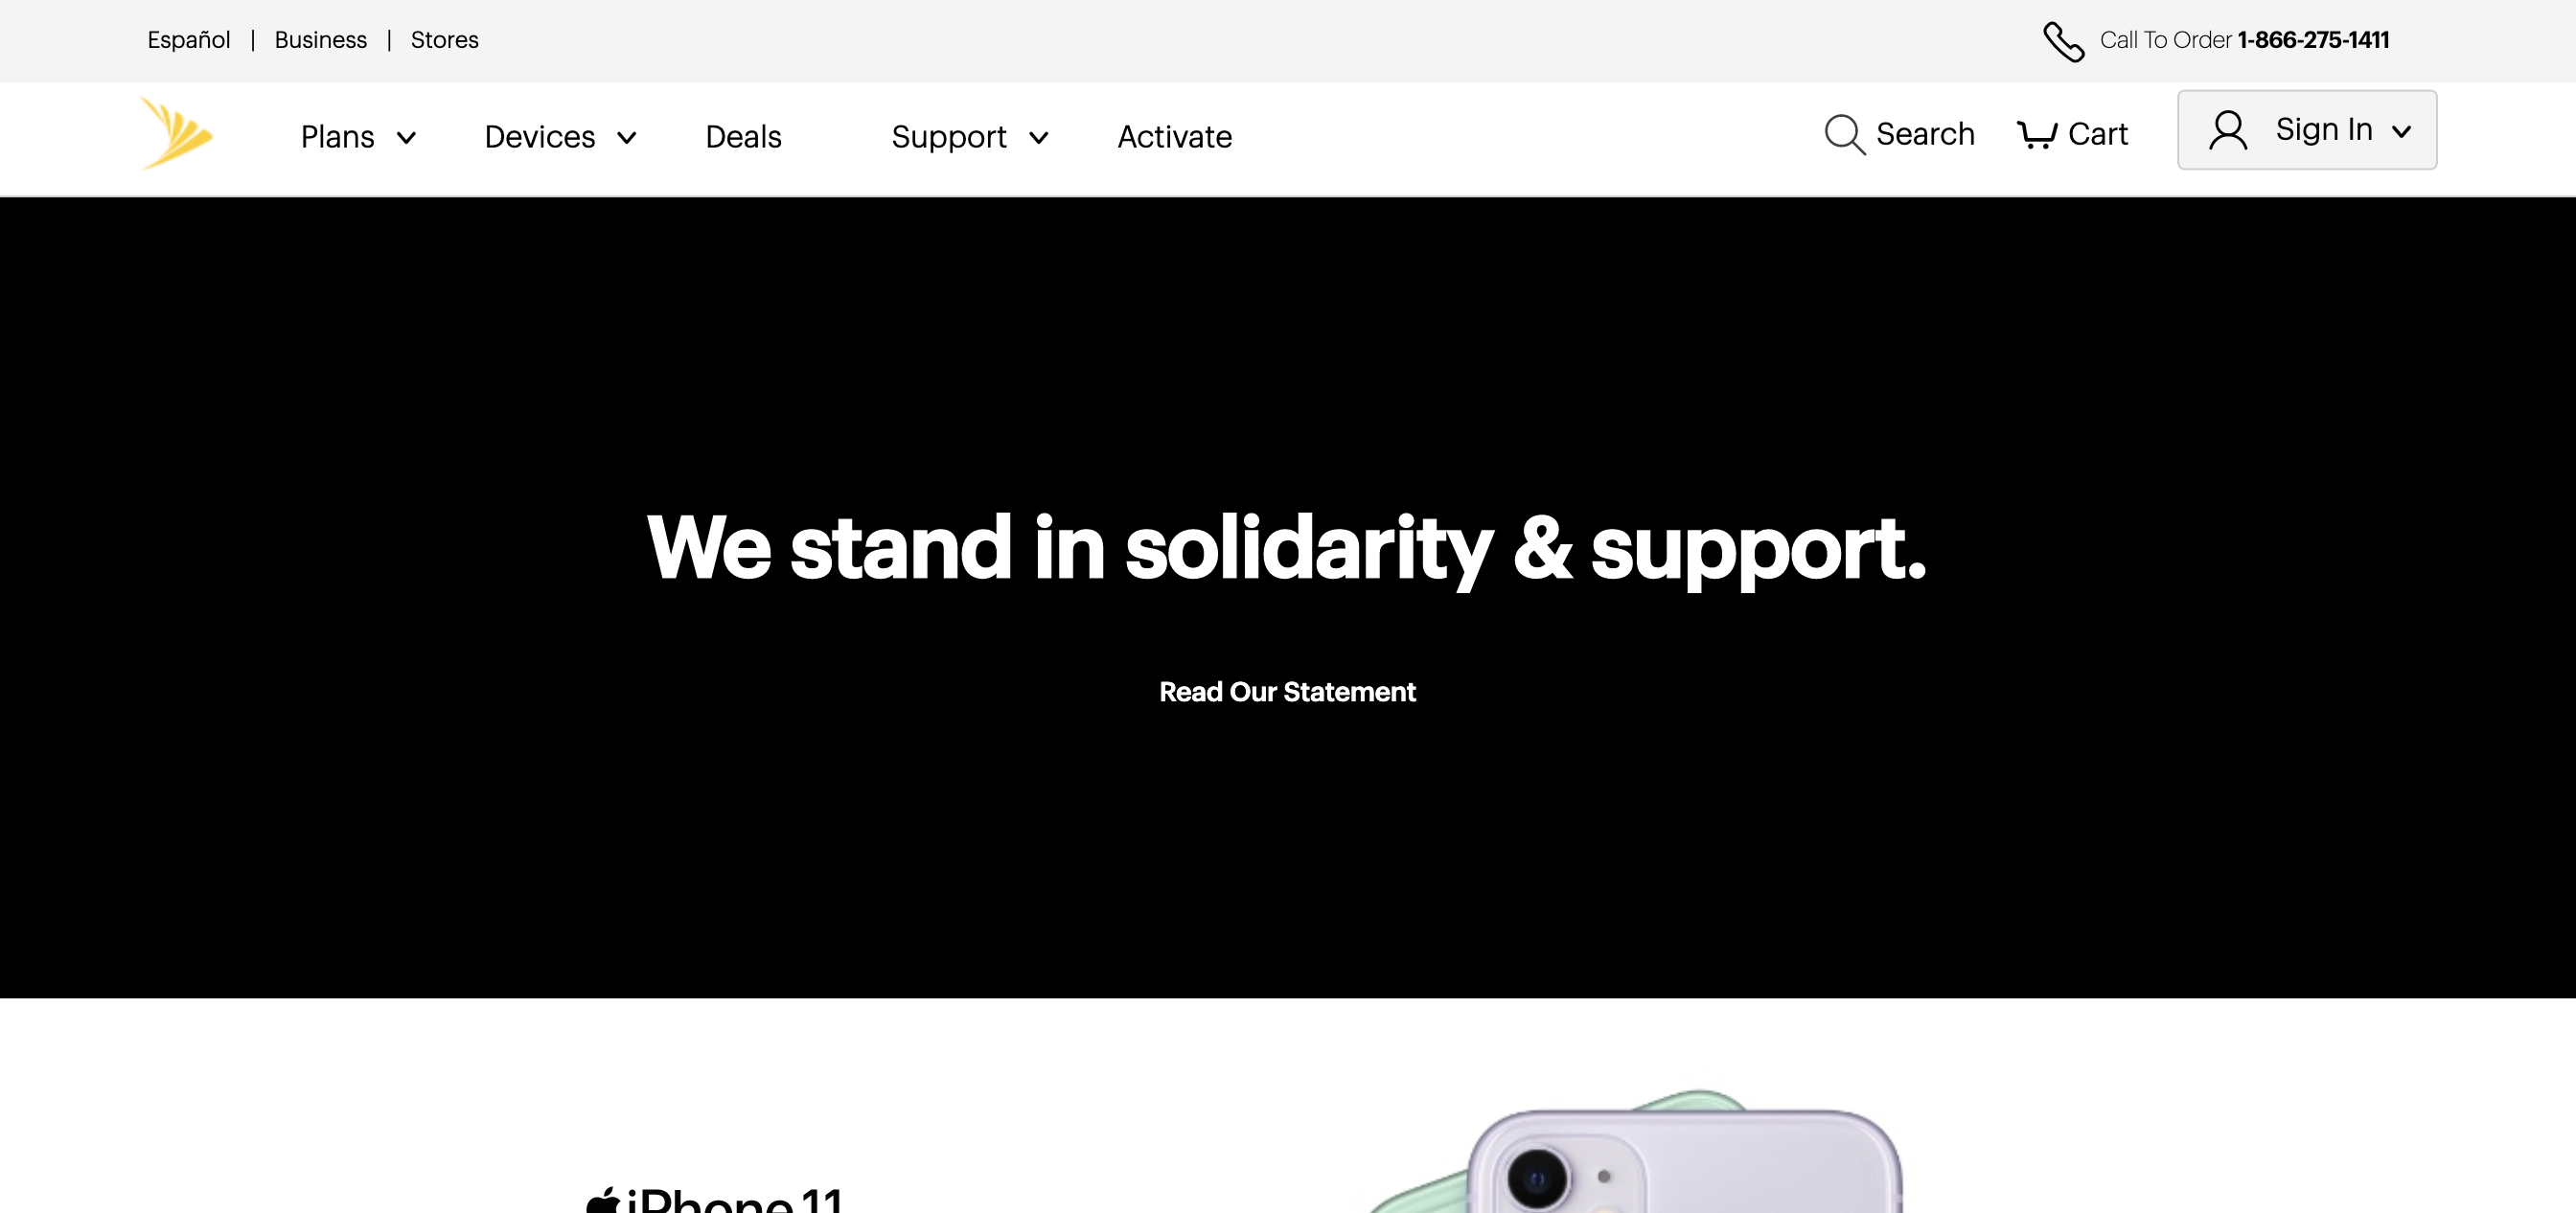 Español | Business | Stores
Call To Order 1-866-275-1411
Plans Devices Deals Support Activate
Search Cart Sign In
We stand in solidarity & support.
Read Our Statement
iPhone 11